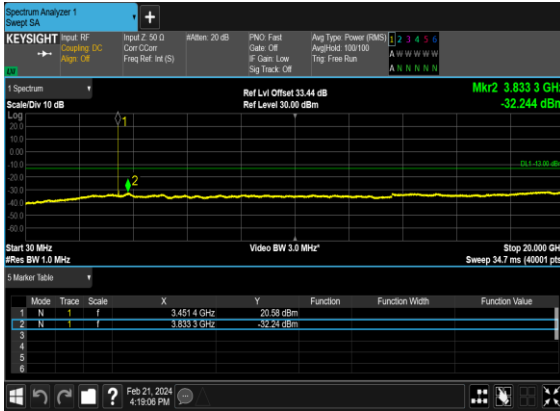 Spectrum Analyzer 1
Swept SA
+
KEYSIGHT
Input: RF
Coupling: DC
Align: Off
Input Z: 50 Ω
Corr CCorr
Freq Ref: Int (S)
#Atten: 20 dB
PNO: Fast
Gate: Off
IF Gain: Low
Sig Track: Off
Avg Type: Power (RMS)
Avg|Hold: 100/100
Trig: Free Run
1 2 3 4 5 6
A W W W W W
A N N N N N
1 Spectrum
Scale/Div 10 dB
Ref Lvl Offset 33.44 dB
Ref Level 30.00 dBm
Mkr2 3.833 3 GHz
-32.244 dBm
Log
20.0
10.0
0.00
-10.0
-20.0
-30.0
-40.0
-50.0
-60.0
1
2
DL1 -13.00 dBm
Start 30 MHz
#Res BW 1.0 MHz
Video BW 3.0 MHz*
Stop 20.000 GHz
Sweep 34.7 ms (40001 pts)
5 Marker Table
Mode Trace Scale X Y Function Function Width Function Value
1 N 1 f 3.451 4 GHz 20.58 dBm
2 N 1 f 3.833 3 GHz -32.24 dBm
3
4
5
6
?
Feb 21, 2024
4:19:06 PM